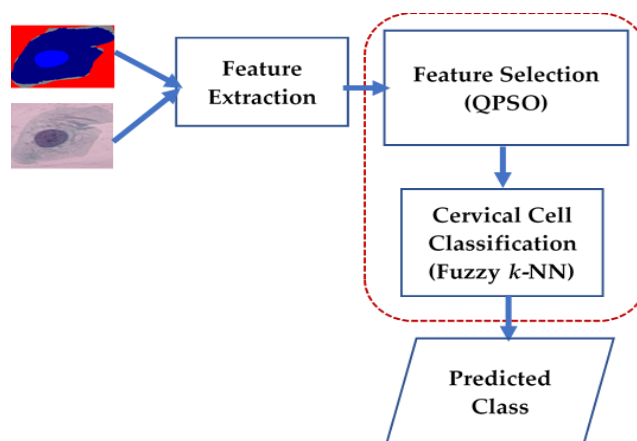 Feature
Extraction
Feature Selection
(QPSO)
Cervical Cell
Classification
(Fuzzy k-NN)
Predicted
Class